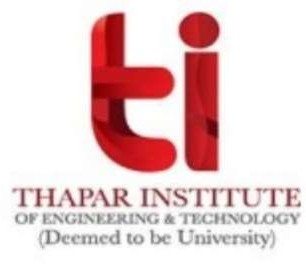 ti
THAPAR INSTITUTE
OF ENGINEERING & TECHNOLOGY
(Deemed to be University)